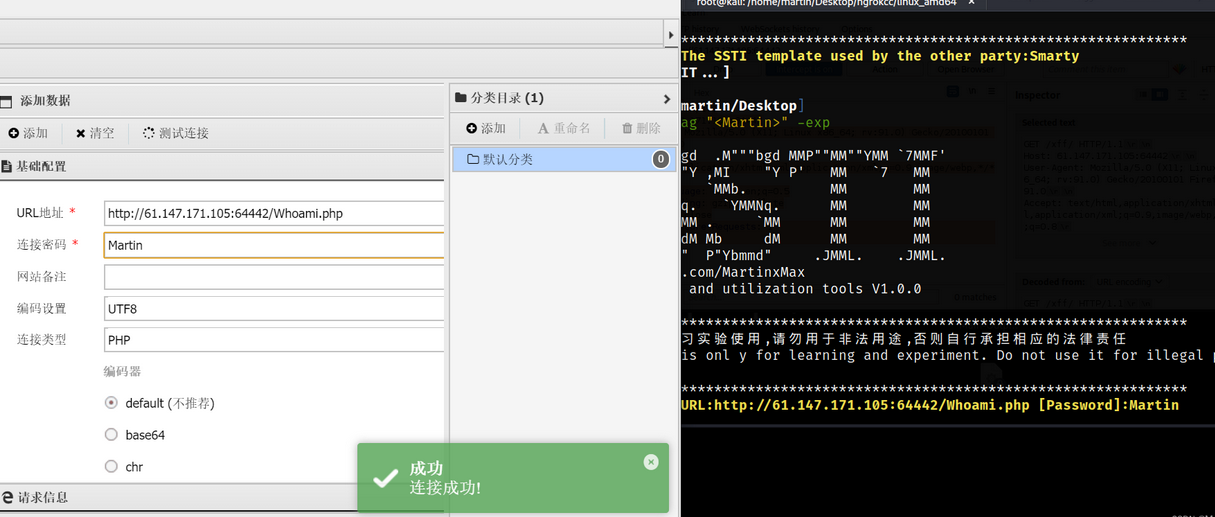 添加数据
添加 清空 测试连接
基础配置
URL地址 * http://61.147.171.105:64442/Whoami.php
连接密码 * Martin
网站备注
编码设置 UTF8
连接类型 PHP
编码器
default (不推荐)
base64
chr
请求信息
分类目录 (1)
添加 重命名 删除
默认分类 0
成功
连接成功!
root@kali: /home/martin/Desktop/ngrokcc/linux_amd64
************************************************************
The SSTI template used by the other party:Smarty
IT...]
martin/Desktop]
ag "<Martin>" -exp
gd  .M"""bgd MMP""MM""YMM `7MMF'
"Y ,MI    "Y P'   MM   `7   MM
   `MMb.          MM        MM
q.   `YMMNq.      MM        MM
MM .     `MM      MM        MM
dM Mb     dM      MM        MM
"  P"Ybmmd"     .JMML.    .JMML.
.com/MartinxMax
and utilization tools V1.0.0
************************************************************
习实验使用,请勿用于非法用途,否则自行承担相应的法律责任
is onl y for learning and experiment. Do not use it for illegal p
************************************************************
URL:http://61.147.171.105:64442/Whoami.php [Password]:Martin
Inspector
0 matches